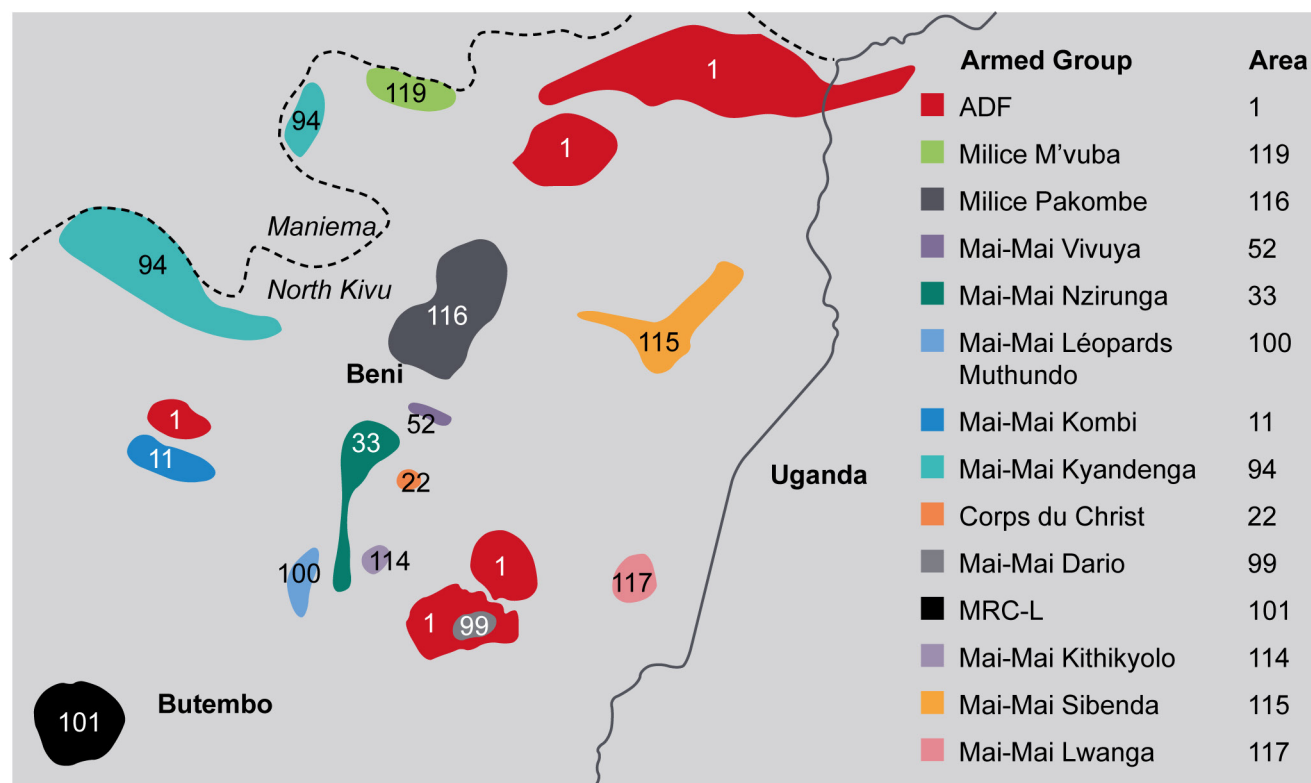 1
119
94
1
Maniema
94
North Kivu
116
115
Beni
1
52
33
11
22
Uganda
1
114
100
117
1
99
101
Butembo
Armed Group Area
ADF 1
Milice M'vuba 119
Milice Pakombe 116
Mai-Mai Vivuya 52
Mai-Mai Nzirunga 33
Mai-Mai Léopards 100
Muthundo
Mai-Mai Kombi 11
Mai-Mai Kyandenga 94
Corps du Christ 22
Mai-Mai Dario 99
MRC-L 101
Mai-Mai Kithikyolo 114
Mai-Mai Sibenda 115
Mai-Mai Lwanga 117